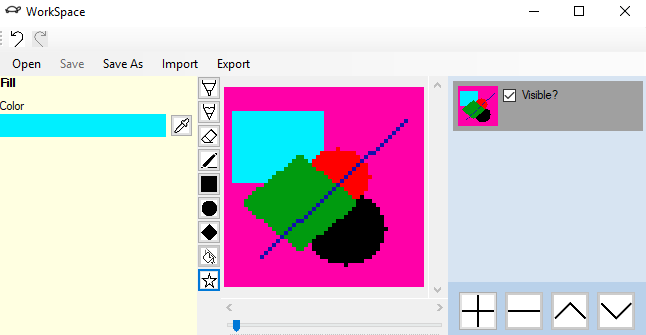 WorkSpace
Open Save Save As Import Export
Fill
Color
Visible?